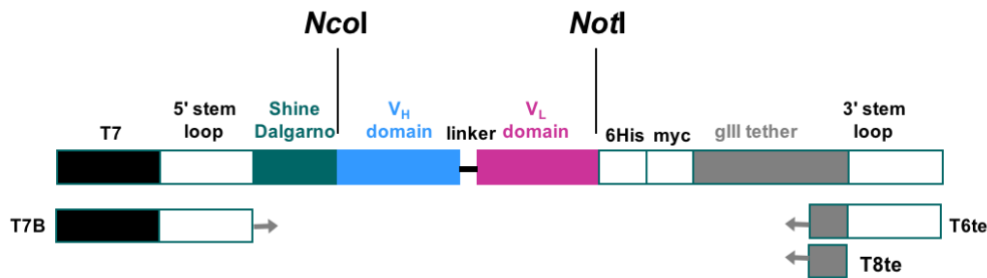 NcoI NotI
5' stem Shine VH VL 3' stem
T7 loop Dalgarno domain linker domain 6His myc gIII tether loop
T7B T6te
T8te